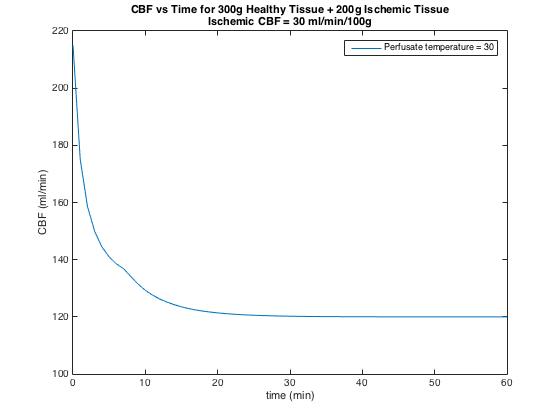 CBF vs Time for 300g Healthy Tissue + 200g Ischemic Tissue
Ischemic CBF = 30 ml/min/100g
Perfusate temperature = 30
CBF (ml/min)
220
200
180
160
140
120
100
0 10 20 30 40 50 60
time (min)